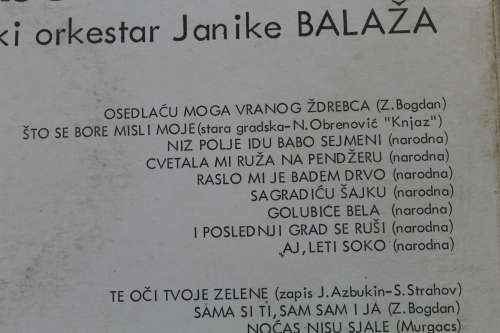 ki orkestar Janike BALAŽA
OSEDLAĆU MOGA VRANOG ŽDREBCA (Z.Bogdan)
ŠTO SE BORE MISLI MOJE(stara gradska-N.Obrenović "Knjaz")
NIZ POLJE IDU BABO SEJMENI (narodna)
CVETALA MI RUŽA NA PENDŽERU (narodna)
RASLO MI JE BADEM DRVO (narodna)
SAGRADIĆU ŠAJKU (narodna)
GOLUBIĆE BELA (narodna)
I POSLEDNJI GRAD SE RUŠI (narodna)
„AJ, LETI SOKO (narodna)
TE OČI TVOJE ZELENE (zapis J.Azbukin-S.Strahov)
SAMA SI TI, SAM SAM I JA (Z.Bogdan)
NOĆAS NISU SJALE (Murgacs)